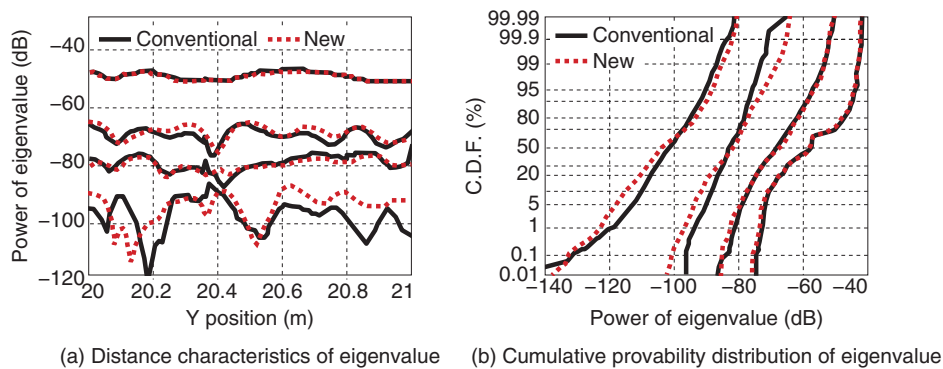 −40
−60
−80
−100
−120
Power of eigenvalue (dB)
Conventional
New
20
20.2
20.4
20.6
20.8
21
Y position (m)
(a) Distance characteristics of eigenvalue
99.99
99.9
99
95
80
50
20
5
1
0.1
0.01
C.D.F. (%)
Conventional
New
−140
−100
−80
−60
−40
Power of eigenvalue (dB)
(b) Cumulative provability distribution of eigenvalue